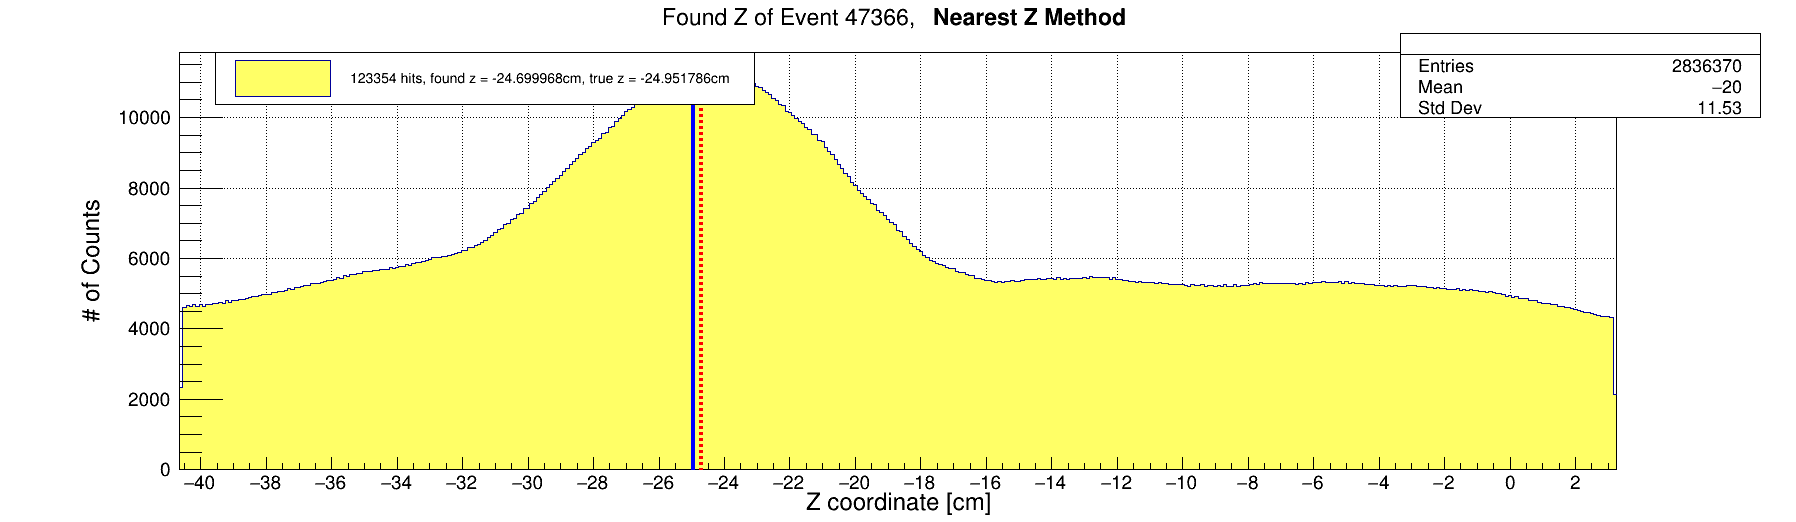 Found Z of Event 47366, Nearest Z Method
123354 hits, found z = -24.699968cm, true z = -24.951786cm
Entries 2836370
Mean −20
Std Dev 11.53
# of Counts
10000
8000
6000
4000
2000
0
−40 −38 −36 −34 −32 −30 −28 −26 −24 −22 −20 −18 −16 −14 −12 −10 −8 −6 −4 −2 0 2
Z coordinate [cm]